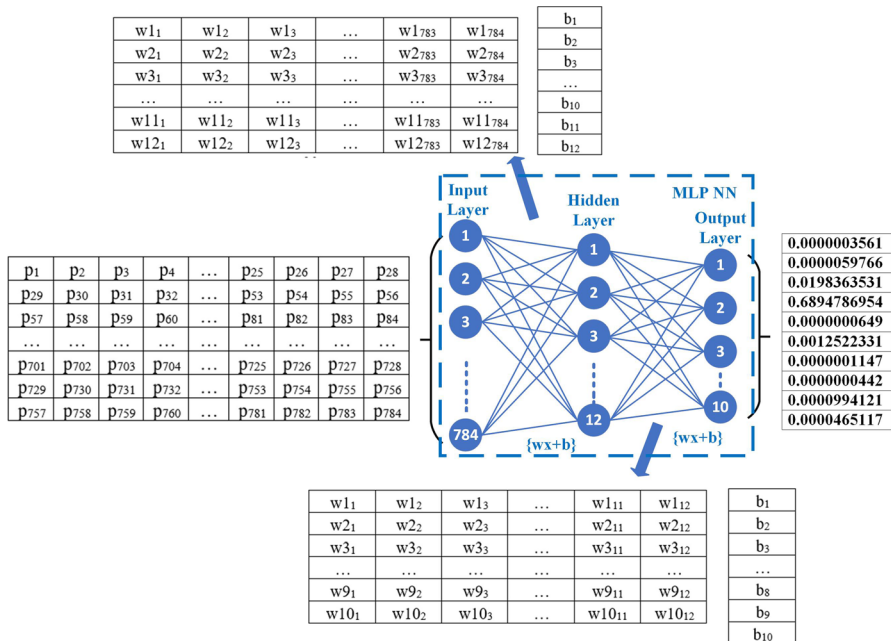 w1₁ w1₂ w1₃ ... w1₇₈₃ w1₇₈₄
w2₁ w2₂ w2₃ ... w2₇₈₃ w2₇₈₄
w3₁ w3₂ w3₃ ... w3₇₈₃ w3₇₈₄
... ... ... ... ... ...
w11₁ w11₂ w11₃ ... w11₇₈₃ w11₇₈₄
w12₁ w12₂ w12₃ ... w12₇₈₃ w12₇₈₄
b₁
b₂
b₃
...
b₁₀
b₁₁
b₁₂
p₁ p₂ p₃ p₄ ... p₂₅ p₂₆ p₂₇ p₂₈
p₂₉ p₃₀ p₃₁ p₃₂ ... p₅₃ p₅₄ p₅₅ p₅₆
p₅₇ p₅₈ p₅₉ p₆₀ ... p₈₁ p₈₂ p₈₃ p₈₄
... ... ... ... ... ... ... ... ...
p₇₀₁ p₇₀₂ p₇₀₃ p₇₀₄ ... p₇₂₅ p₇₂₆ p₇₂₇ p₇₂₈
p₇₂₉ p₇₃₀ p₇₃₁ p₇₃₂ ... p₇₅₃ p₇₅₄ p₇₅₅ p₇₅₆
p₇₅₇ p₇₅₈ p₇₅₉ p₇₆₀ ... p₇₈₁ p₇₈₂ p₇₈₃ p₇₈₄
MLP NN
Input
Layer
1
2
3
784
Hidden
Layer
1
2
3
12
Output
Layer
1
2
3
10
{wx+b}
{wx+b}
0.0000003561
0.0000059766
0.0198363531
0.6894786954
0.0000000649
0.0012522331
0.0000001147
0.0000000442
0.0000994121
0.0000465117
w1₁ w1₂ w1₃ ... w1₁₁ w1₁₂
w2₁ w2₂ w2₃ ... w2₁₁ w2₁₂
w3₁ w3₂ w3₃ ... w3₁₁ w3₁₂
... ... ... ... ... ...
w9₁ w9₂ w9₃ ... w9₁₁ w9₁₂
w10₁ w10₂ w10₃ ... w10₁₁ w10₁₂
b₁
b₂
b₃
...
b₈
b₉
b₁₀